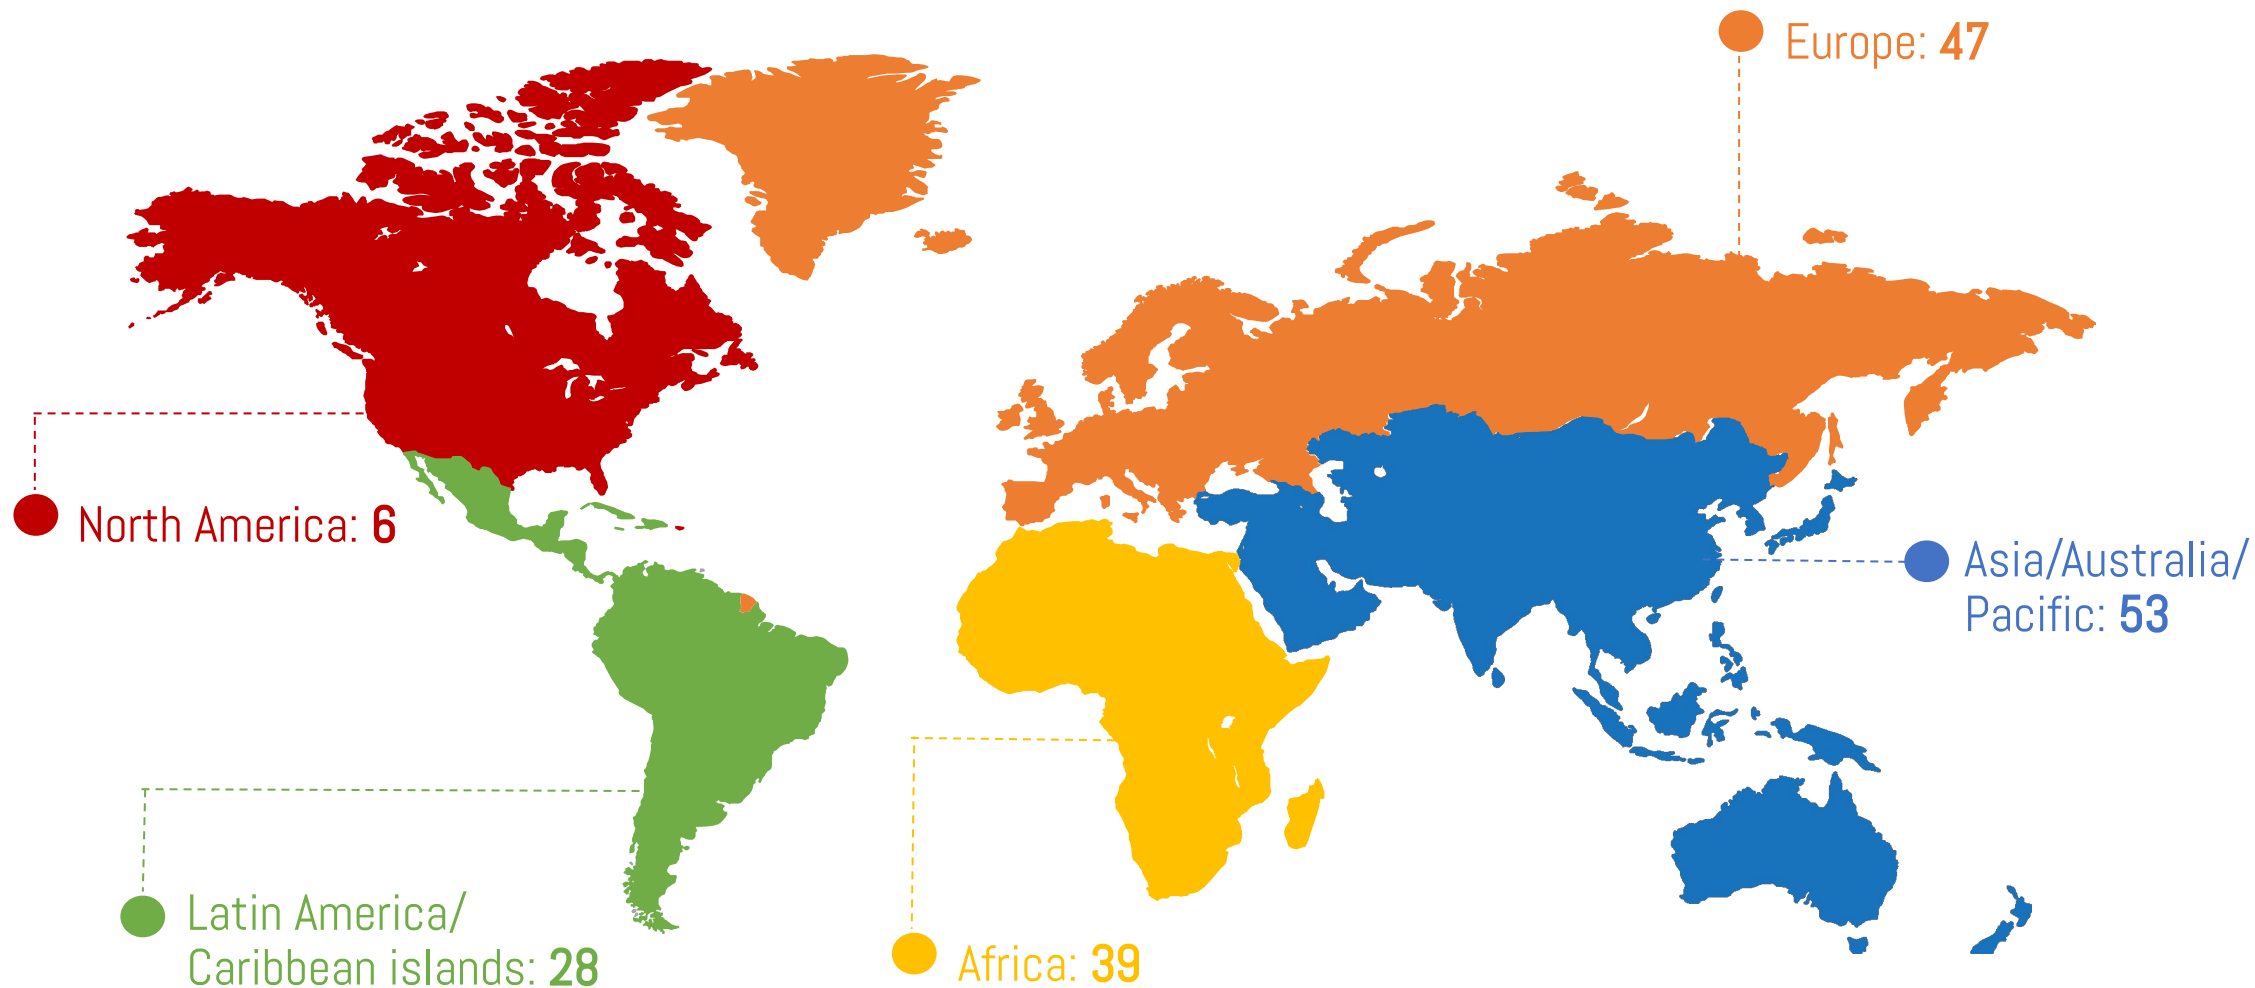 Europe: 47
North America: 6
Asia/Australia/
Pacific: 53
Latin America/
Caribbean islands: 28
Africa: 39